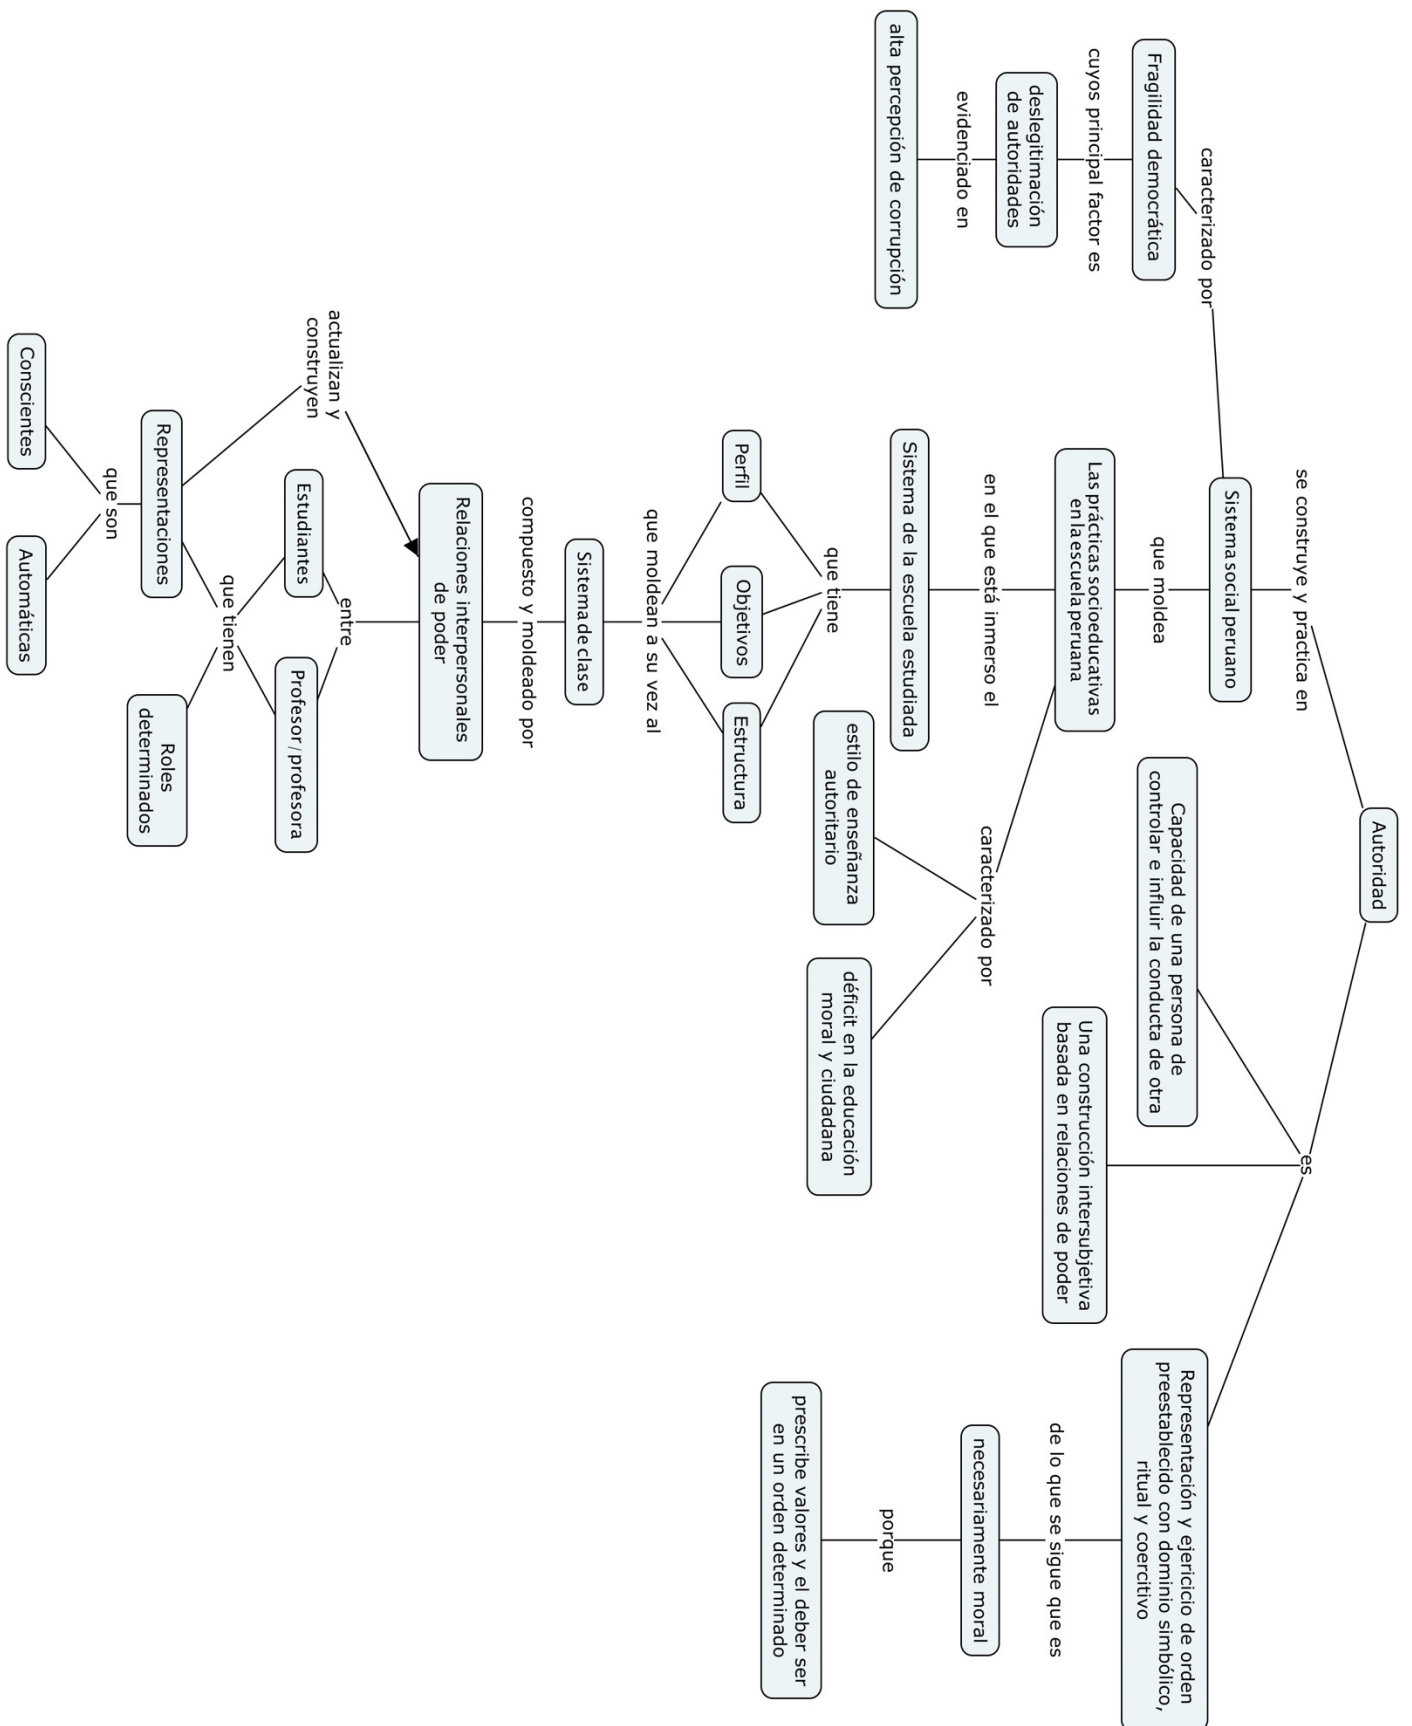 Autoridad
se construye y practica en
es
Sistema social peruano
caracterizado por
Fragilidad democrática
cuyos principal factor es
deslegitimación
de autoridades
evidenciado en
alta percepción de corrupción
que moldea
Las prácticas socioeducativas
en la escuela peruana
caracterizado por
estilo de enseñanza
autoritario
déficit en la educación
moral y ciudadana
en el que está inmerso el
Sistema de la escuela estudiada
que tiene
Perfil
Objetivos
Estructura
que moldean a su vez al
Sistema de clase
compuesto y moldeado por
Relaciones interpersonales
de poder
entre
Estudiantes
Profesor/profesora
que tienen
Representaciones
Roles
determinados
actualizan y
construyen
que son
Conscientes
Automáticas
Capacidad de una persona de
controlar e influir la conducta de otra
Una construcción intersubjetiva
basada en relaciones de poder
Representación y ejericicio de orden
preestablecido con dominio simbólico,
ritual y coercitivo
de lo que se sigue que es
necesariamente moral
porque
prescribe valores y el deber ser
en un orden determinado